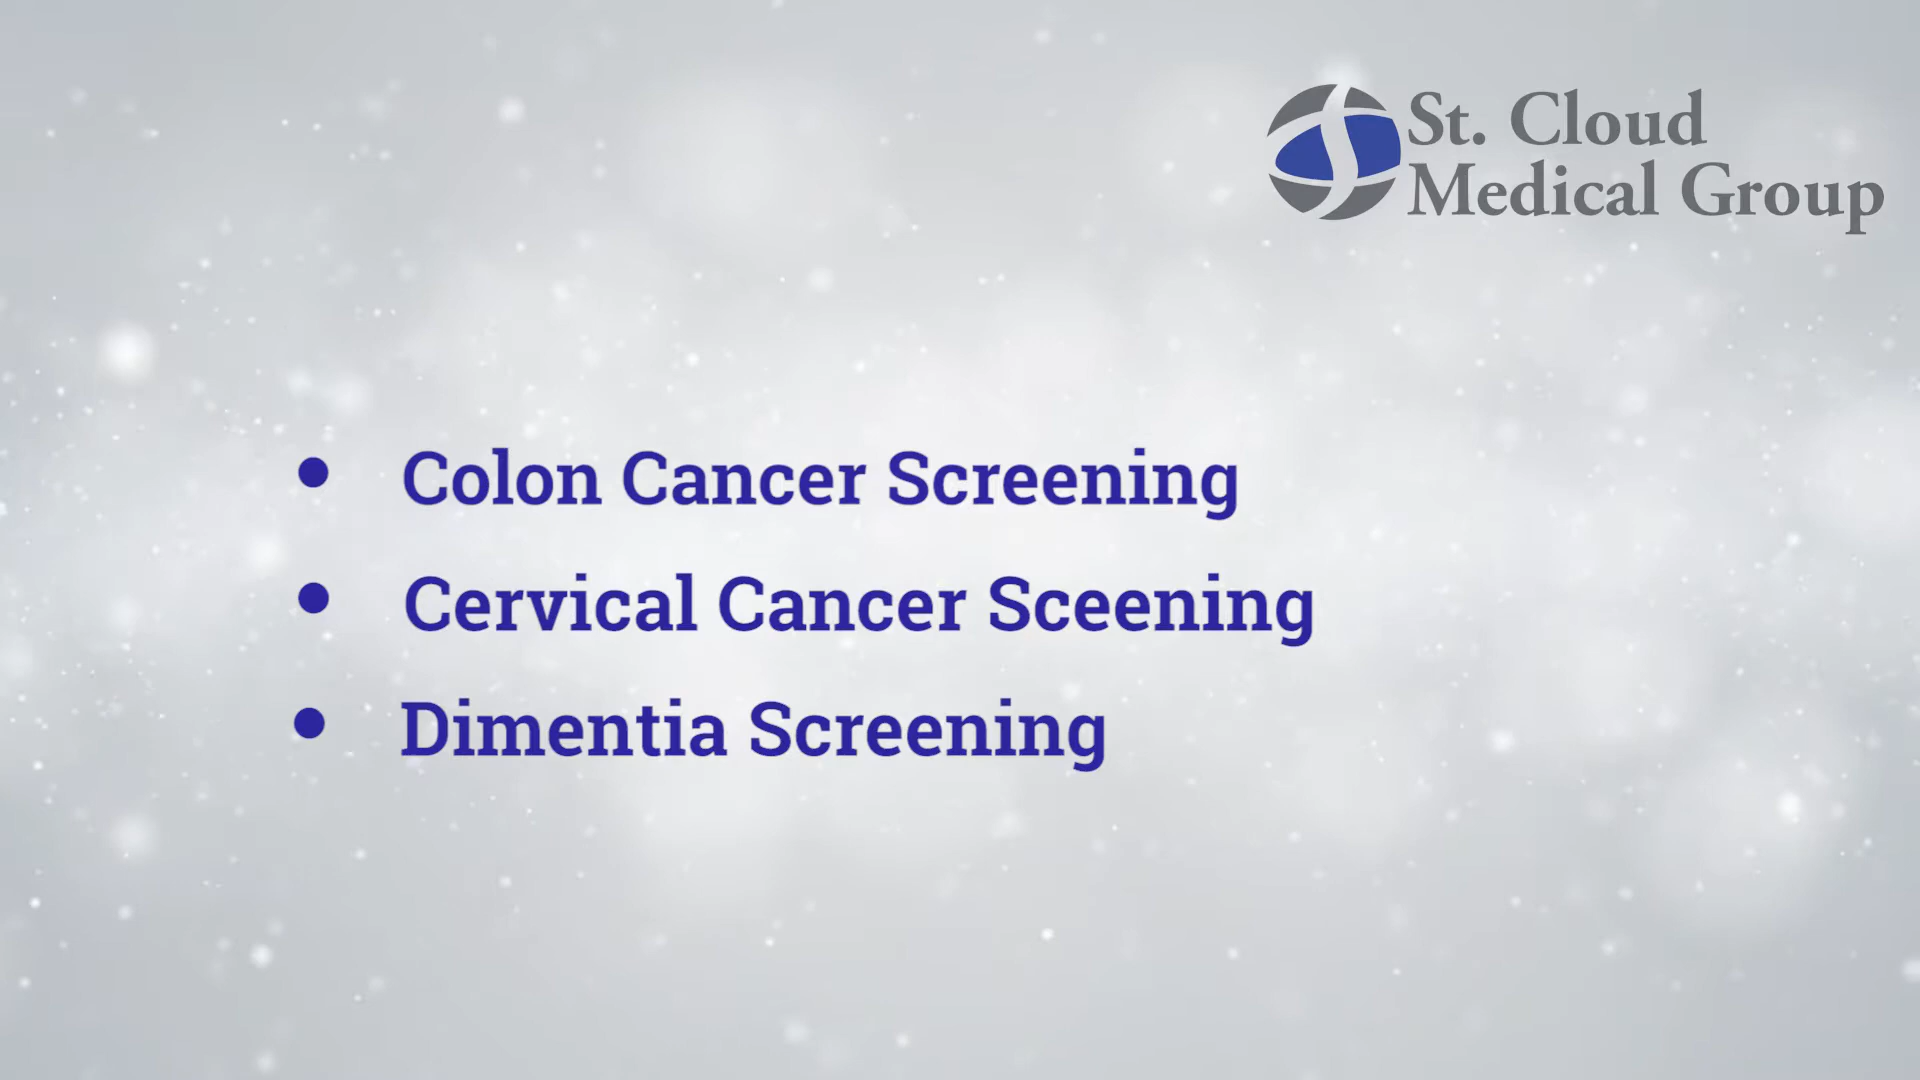 St. Cloud
Medical Group
• Colon Cancer Screening
• Cervical Cancer Sceening
• Dimentia Screening